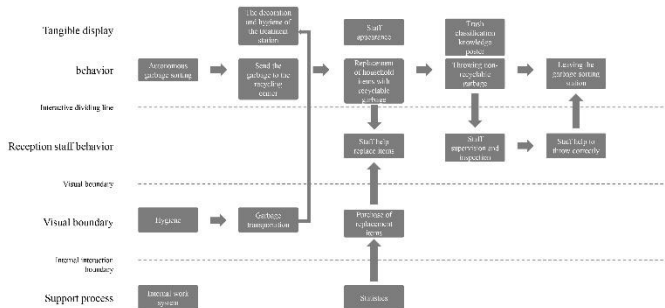 Tangible display
The decoration
and hygiene of
the treatment
station
Staff
appearance
Trash
classification
knowledge
poster
behavior
Autonomous
garbage sorting
Send the
garbage to the
recycling
center
Replacement
of household
items with
recyclable
garbage
Throwing non-
recyclable
garbage
Leaving the
garbage sorting
station
Interactive dividing line
Reception staff behavior
Staff help
replace items
Staff
supervision and
inspection
Staff help to
throw correctly
Visual boundary
Visual boundary
Hygiene
Garbage
transportation
Purchase of
replacement
items
Internal interaction
boundary
Support process
Internal work
system
Statistics